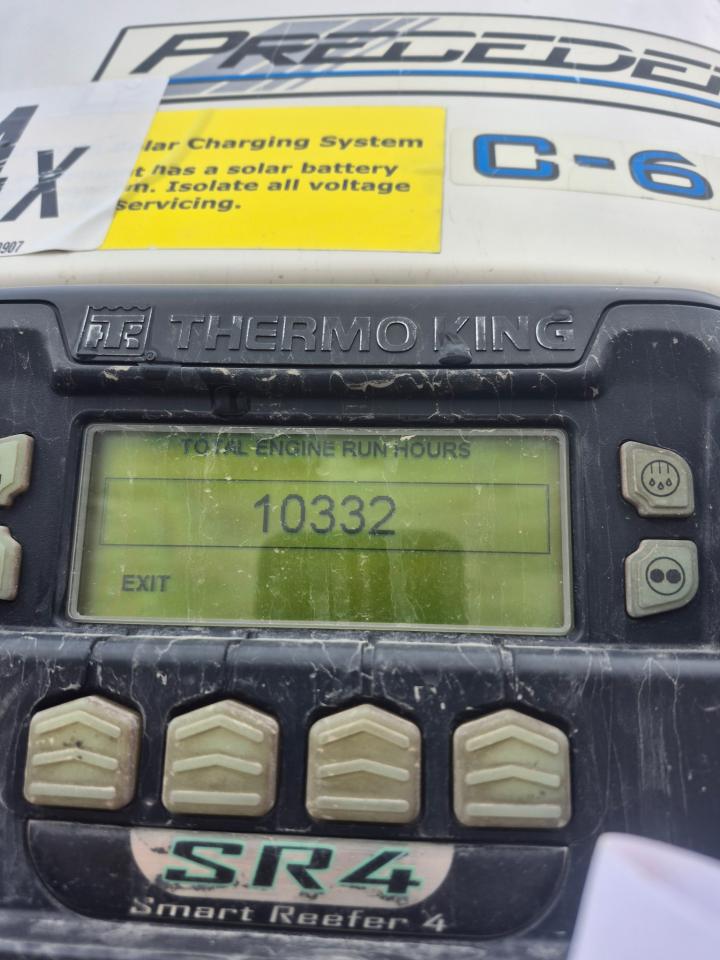 PRECEDE
C-6
lar Charging System
t has a solar battery
n. Isolate all voltage
servicing.
X
0907
THERMO KING
TOTAL ENGINE RUN HOURS
10332
EXIT
SR4
Smart Reefer 4